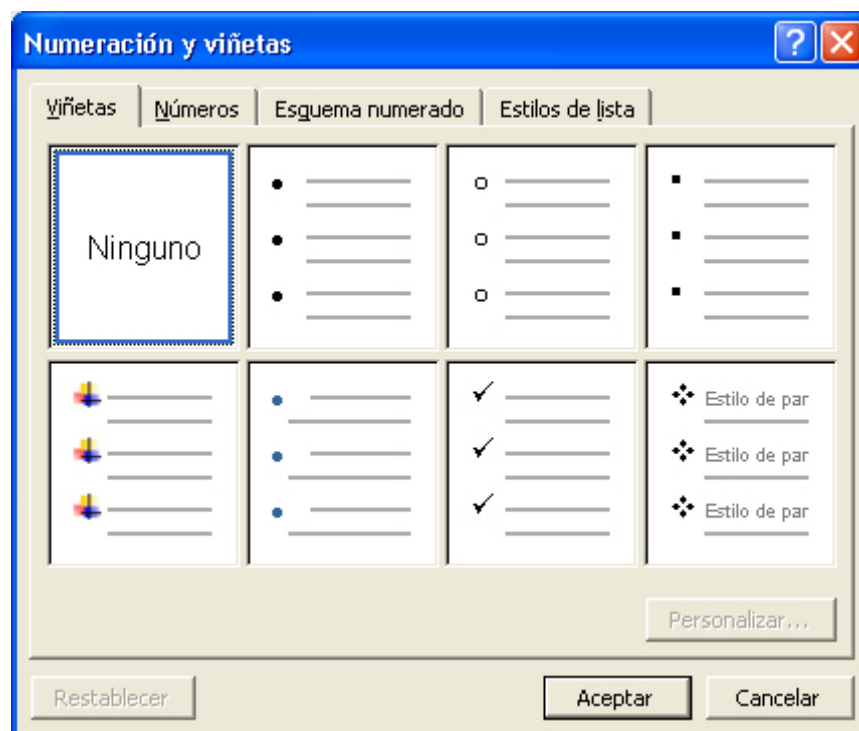 Numeración y viñetas
Viñetas Números Esquema numerado Estilos de lista
Ninguno
Estilo de par
Estilo de par
Estilo de par
Personalizar...
Restablecer Aceptar Cancelar